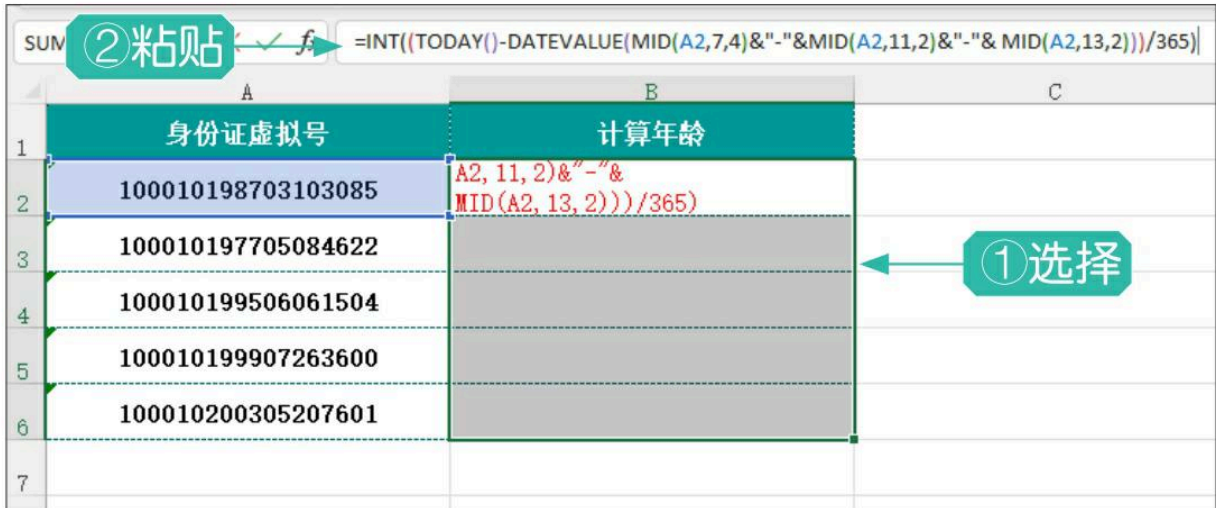 SUM ②粘贴 fx =INT((TODAY()-DATEVALUE(MID(A2,7,4)&"-"&MID(A2,11,2)&"-"& MID(A2,13,2)))/365)
A B C
1 身份证虚拟号 计算年龄
A2,11,2)&"-"&
2 100010198703103085 MID(A2,13,2)))/365)
3 100010197705084622 ①选择
4 100010199506061504
5 100010199907263600
6 100010200305207601
7